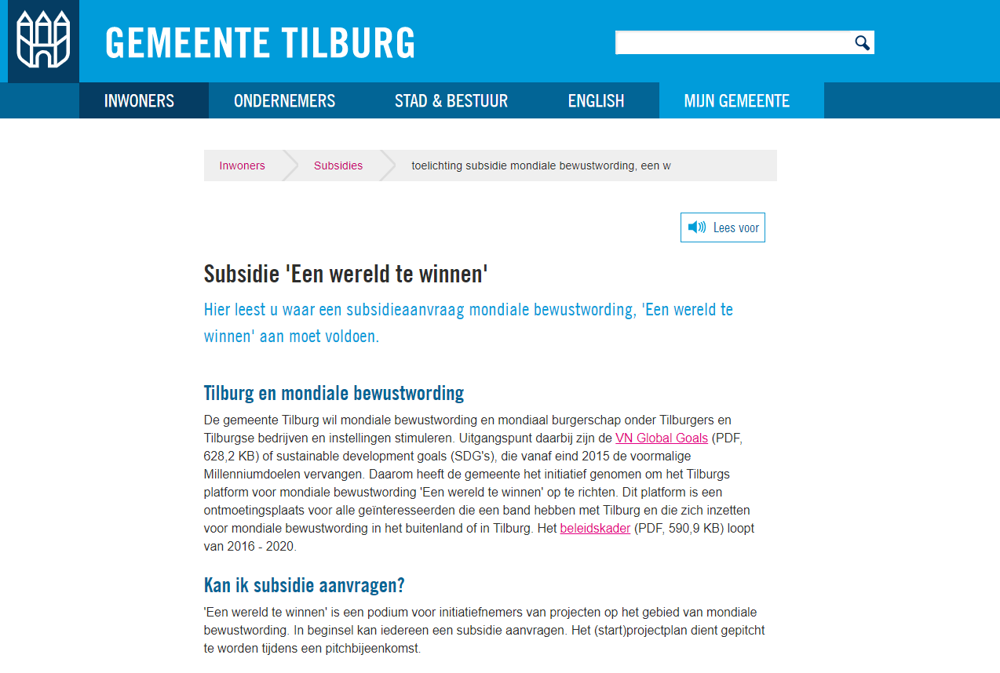 GEMEENTE TILBURG
INWONERS
ONDERNEMERS
STAD & BESTUUR
ENGLISH
MIJN GEMEENTE
Inwoners
Subsidies
toelichting subsidie mondiale bewustwording, een w
Lees voor
Subsidie 'Een wereld te winnen'
Hier leest u waar een subsidieaanvraag mondiale bewustwording, 'Een wereld te
winnen' aan moet voldoen.
Tilburg en mondiale bewustwording
De gemeente Tilburg wil mondiale bewustwording en mondiaal burgerschap onder Tilburgers en
Tilburgse bedrijven en instellingen stimuleren. Uitgangspunt daarbij zijn de VN Global Goals (PDF,
628,2 KB) of sustainable development goals (SDG's), die vanaf eind 2015 de voormalige
Millenniumdoelen vervangen. Daarom heeft de gemeente het initiatief genomen om het Tilburgs
platform voor mondiale bewustwording 'Een wereld te winnen' op te richten. Dit platform is een
ontmoetingsplaats voor alle geïnteresseerden die een band hebben met Tilburg en die zich inzetten
voor mondiale bewustwording in het buitenland of in Tilburg. Het beleidskader (PDF, 590,9 KB) loopt
van 2016 - 2020.
Kan ik subsidie aanvragen?
'Een wereld te winnen' is een podium voor initiatiefnemers van projecten op het gebied van mondiale
bewustwording. In beginsel kan iedereen een subsidie aanvragen. Het (start)projectplan dient gepitcht
te worden tijdens een pitchbijeenkomst.